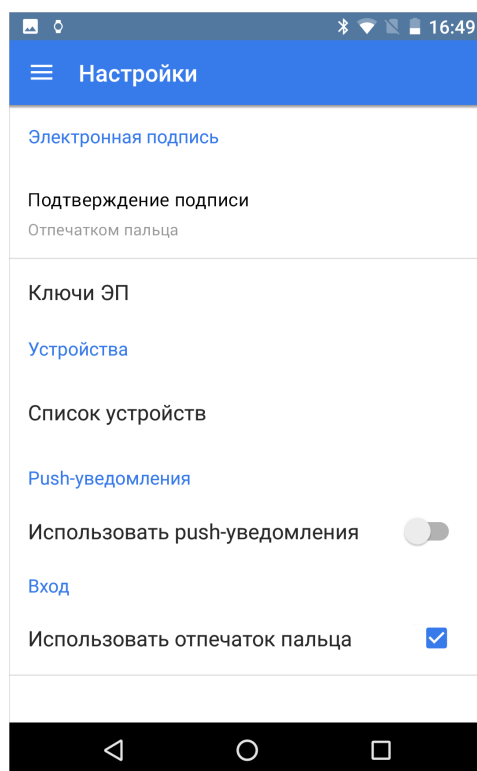 16:49
Настройки
Электронная подпись
Подтверждение подписи
Отпечатком пальца
Ключи ЭП
Устройства
Список устройств
Push-уведомления
Использовать push-уведомления
Вход
Использовать отпечаток пальца